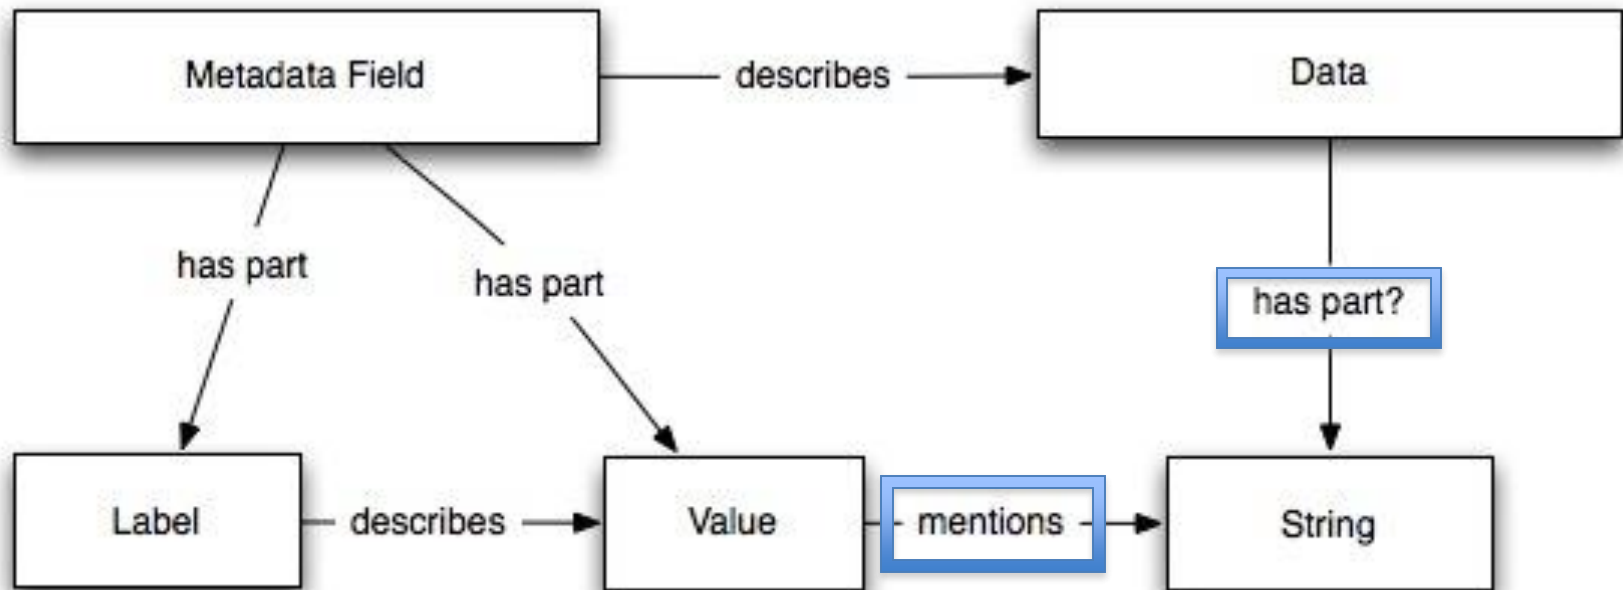 Metadata Field
describes
Data
has part
has part
has part?
Label
describes
Value
mentions
String